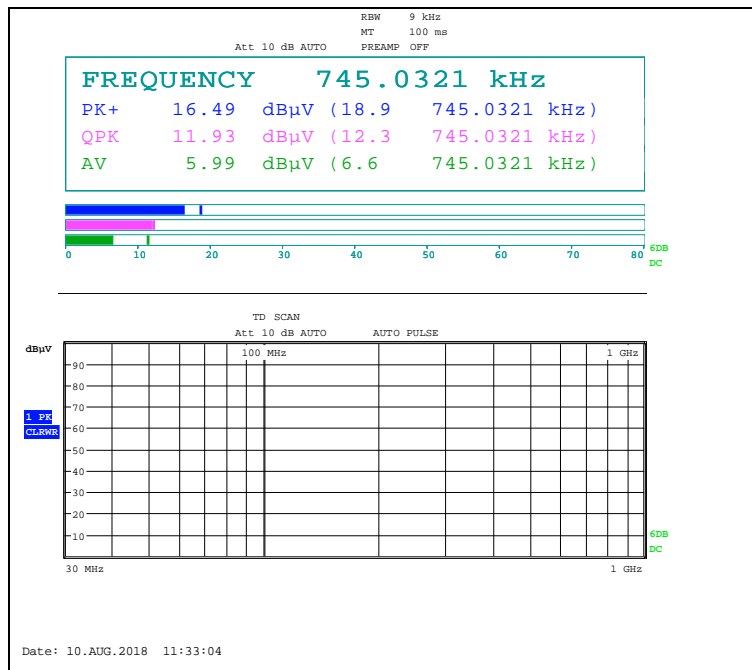 RBW 9 kHz
MT 100 ms
Att 10 dB AUTO PREAMP OFF
FREQUENCY 745.0321 kHz
PK+ 16.49 dBµV (18.9 745.0321 kHz)
QPK 11.93 dBµV (12.3 745.0321 kHz)
AV 5.99 dBµV (6.6 745.0321 kHz)
0 10 20 30 40 50 60 70 80
6DB
DC
TD SCAN
Att 10 dB AUTO AUTO PULSE
dBµV
100 MHz 1 GHz
90
80
70
1 PK
CLRWR
60
50
40
30
20
10
6DB
DC
30 MHz 1 GHz
Date: 10.AUG.2018 11:33:04